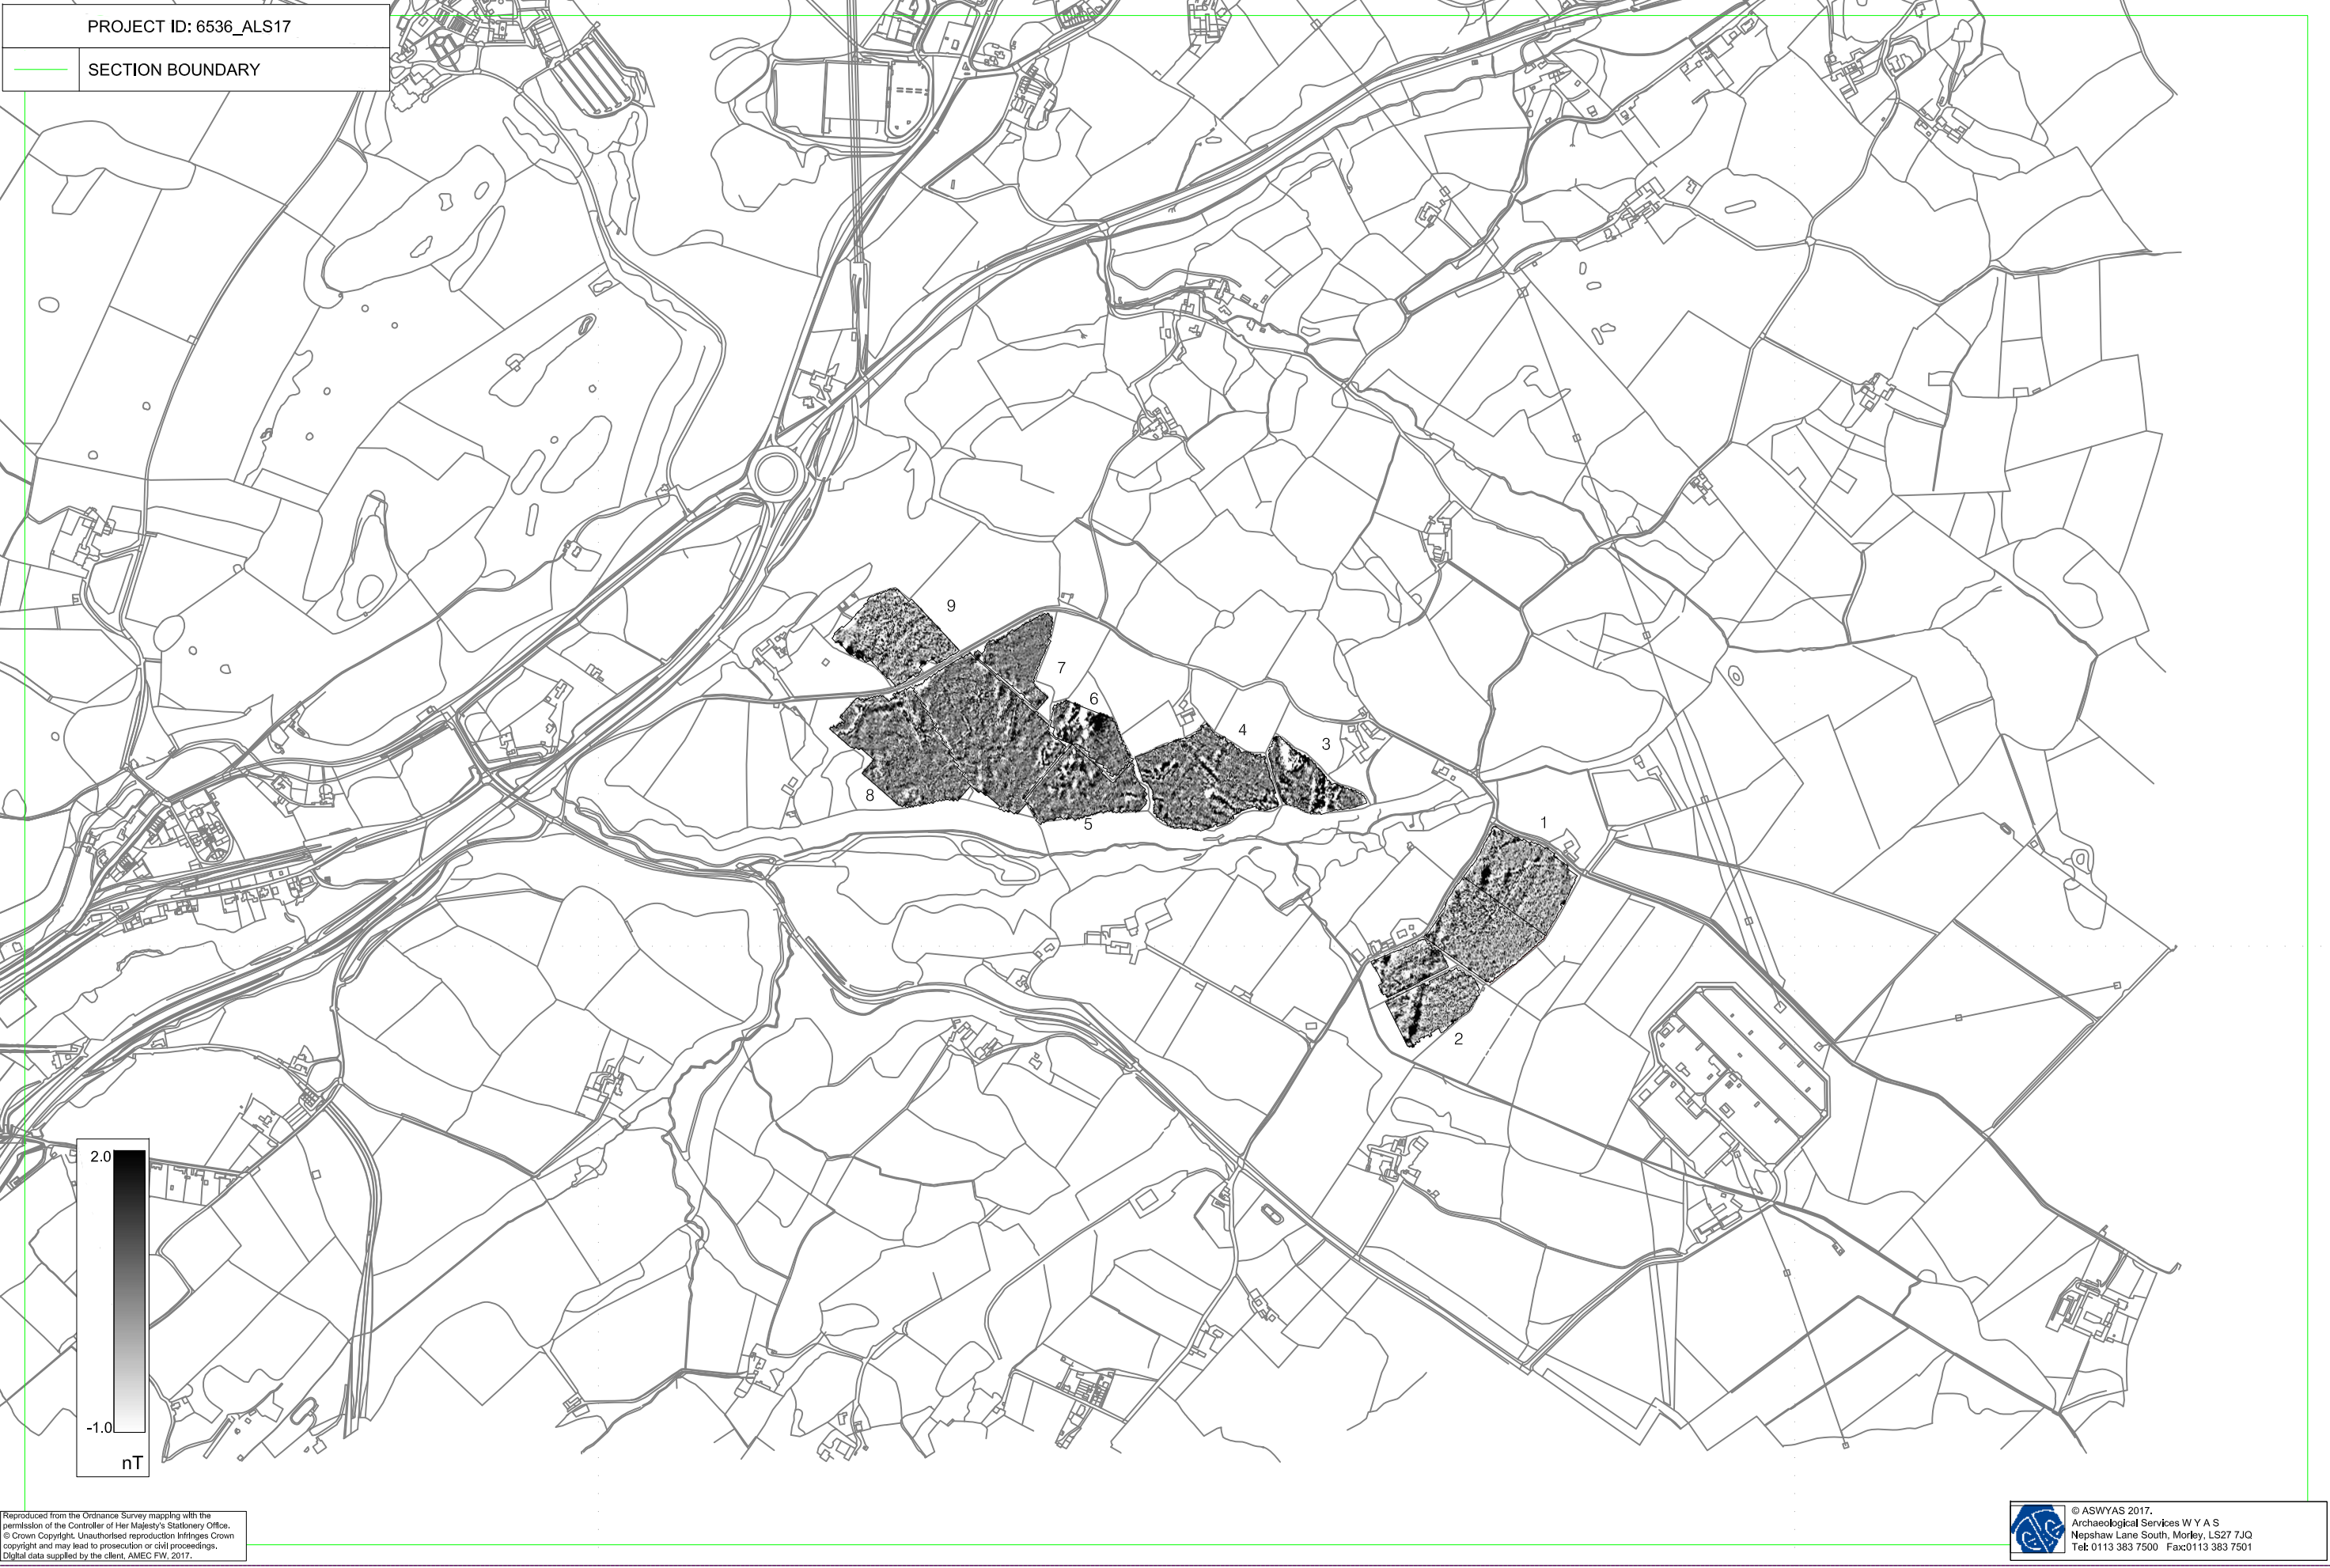 PROJECT ID: 6536_ALS17
SECTION BOUNDARY
9
7
6
4
3
8
5
1
2
2.0
-1.0
nT
Reproduced from the Ordnance Survey mapping with the
permission of the Controller of Her Majesty's Stationery Office.
© Crown Copyright. Unauthorised reproduction infringes Crown
copyright and may lead to prosecution or civil proceedings.
Digital data supplied by the client, AMEC FW, 2017.
© ASWYAS 2017.
Archaeological Services W Y A S
Nepshaw Lane South, Morley, LS27 7JQ
Tel: 0113 383 7500 Fax:0113 383 7501